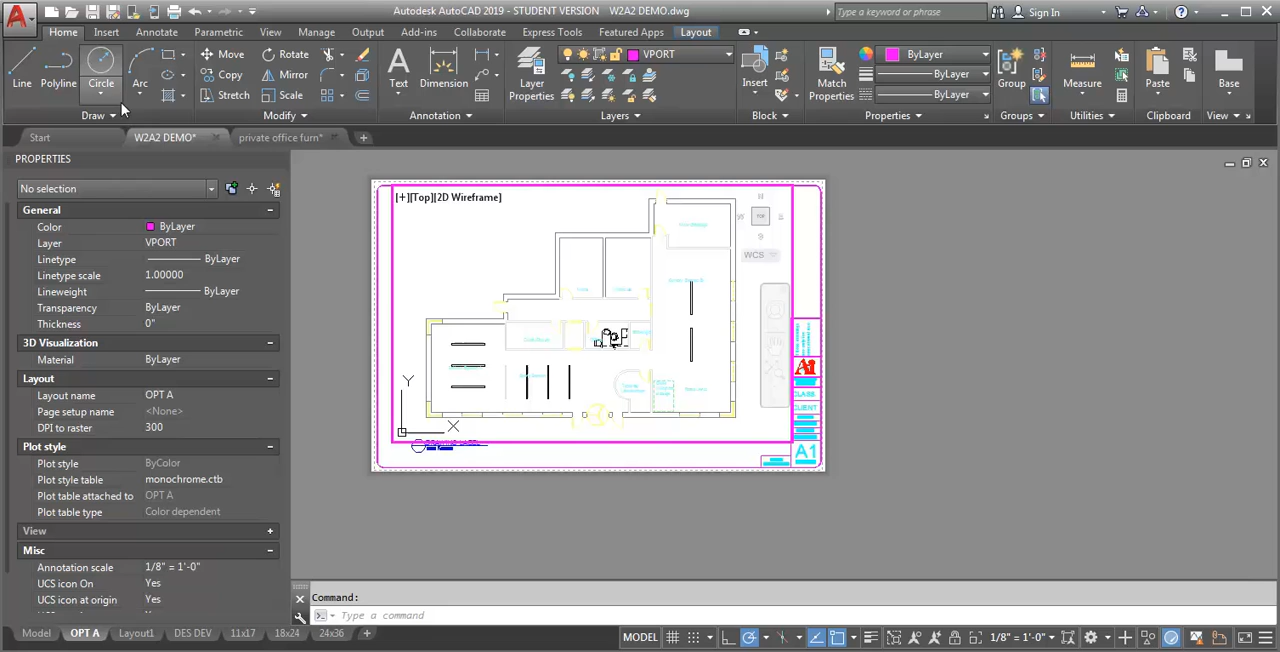 Autodesk AutoCAD 2019 - STUDENT VERSION W2A2 DEMO.dwg
Type a keyword or phrase
Sign In
Home Insert Annotate Parametric View Manage Output Add-ins Collaborate Express Tools Featured Apps Layout
Line Polyline Circle Arc
Move Rotate
Copy Mirror
Stretch Scale
Text Dimension
Layer Properties
VPORT
Insert
Match Properties
ByLayer
ByLayer
ByLayer
Group Measure Paste Base
Draw Modify Annotation Layers Block Properties Groups Utilities Clipboard View
Start W2A2 DEMO* private office furn*
PROPERTIES
No selection
General
Color ByLayer
Layer VPORT
Linetype ByLayer
Linetype scale 1.00000
Lineweight ByLayer
Transparency ByLayer
Thickness 0"
3D Visualization
Material ByLayer
Layout
Layout name OPT A
Page setup name <None>
DPI to raster 300
Plot style
Plot style ByColor
Plot style table monochrome.ctb
Plot table attached to OPT A
Plot table type Color dependent
View
Misc
Annotation scale 1/8" = 1'-0"
UCS icon On Yes
UCS icon at origin Yes
[+][Top][2D Wireframe]
TOP
WCS
Y
X
DRAWING LABEL
Ai
CLASS
CLIENT
A1
Command:
Type a command
Model OPT A Layout1 DES DEV 11x17 18x24 24x36 +
MODEL 1/8" = 1'-0"